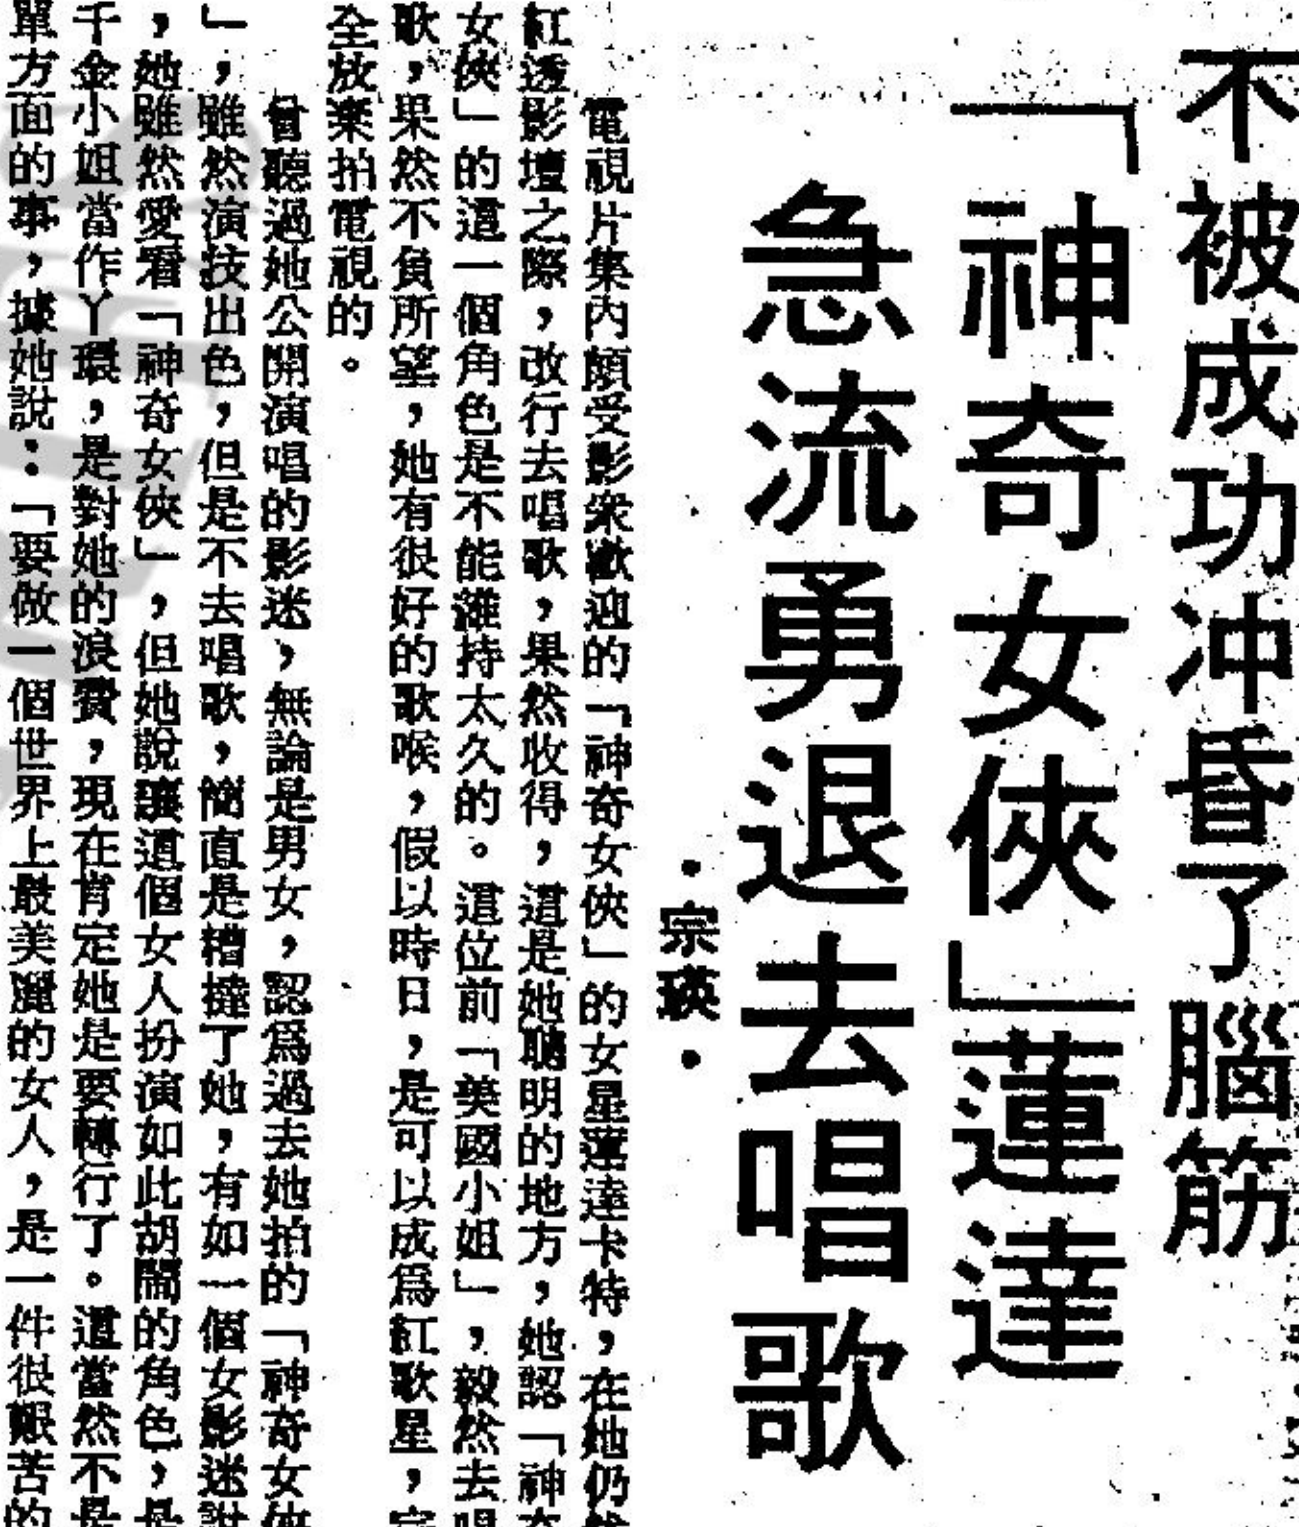 不被成功冲昏了腦筋
「神奇女俠」蓮達
急流勇退去唱歌
·宗瑛·
電視片集內頗受影衆歡迎的「神奇女俠」的女星蓮達卡特，在她仍然
紅透影壇之際，改行去唱歌，果然收得，這是她聰明的地方，她認「神奇
女俠」的這一個角色是不能維持太久的。這位前「美國小姐」，毅然去唱
歌，果然不負所望，她有很好的歌喉，假以時日，是可以成爲紅歌星，完
全放棄拍電視的。
曾聽過她公開演唱的影迷，無論是男女，認爲過去她拍的「神奇女俠
」，雖然演技出色，但是不去唱歌，簡直是糟撻了她，有如一個女影迷說
，她雖然愛看「神奇女俠」，但她說讓這個女人扮演如此胡鬧的角色，是
千金小姐當作丫環，是對她的浪費，現在肯定她是要轉行了。這當然不是
單方面的事，據她說：「要做一個世界上最美麗的女人，是一件很艱苦的